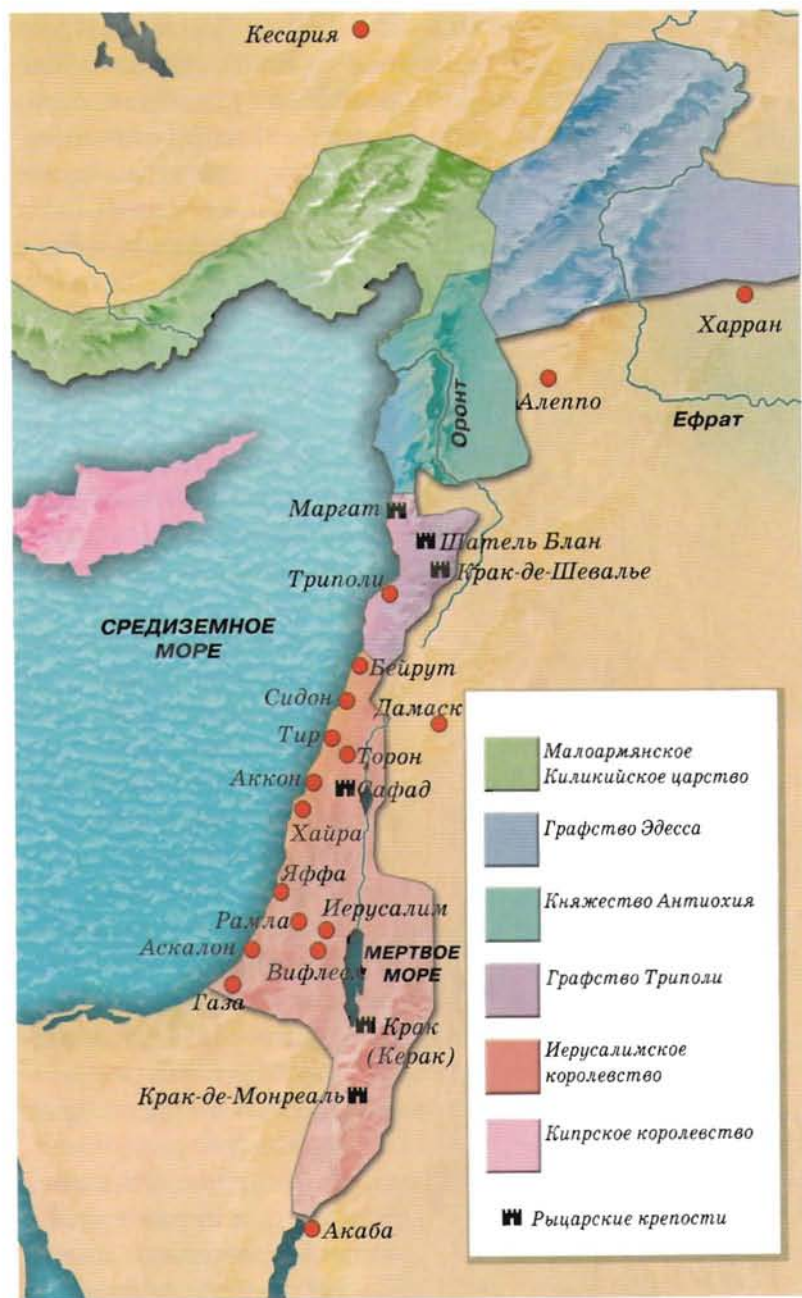 Кесария
Харран
Алеппо
Ефрат
Оронт
Маргат
Шатель Блан
Крак-де-Шевалье
Триполи
СРЕДИЗЕМНОЕ
МОРЕ
Бейрут
Сидон
Дамаск
Тир
Торон
Аккон
Сафад
Хайра
Яффа
Рамла
Иерусалим
Аскалон
МЕРТВОЕ
МОРЕ
Газа
Крак
(Керак)
Крак-де-Монреаль
Акаба
Малоармянское
Киликийское царство
Графство Эдесса
Княжество Антиохия
Графство Триполи
Иерусалимское
королевство
Кипрское королевство
Рыцарские крепости